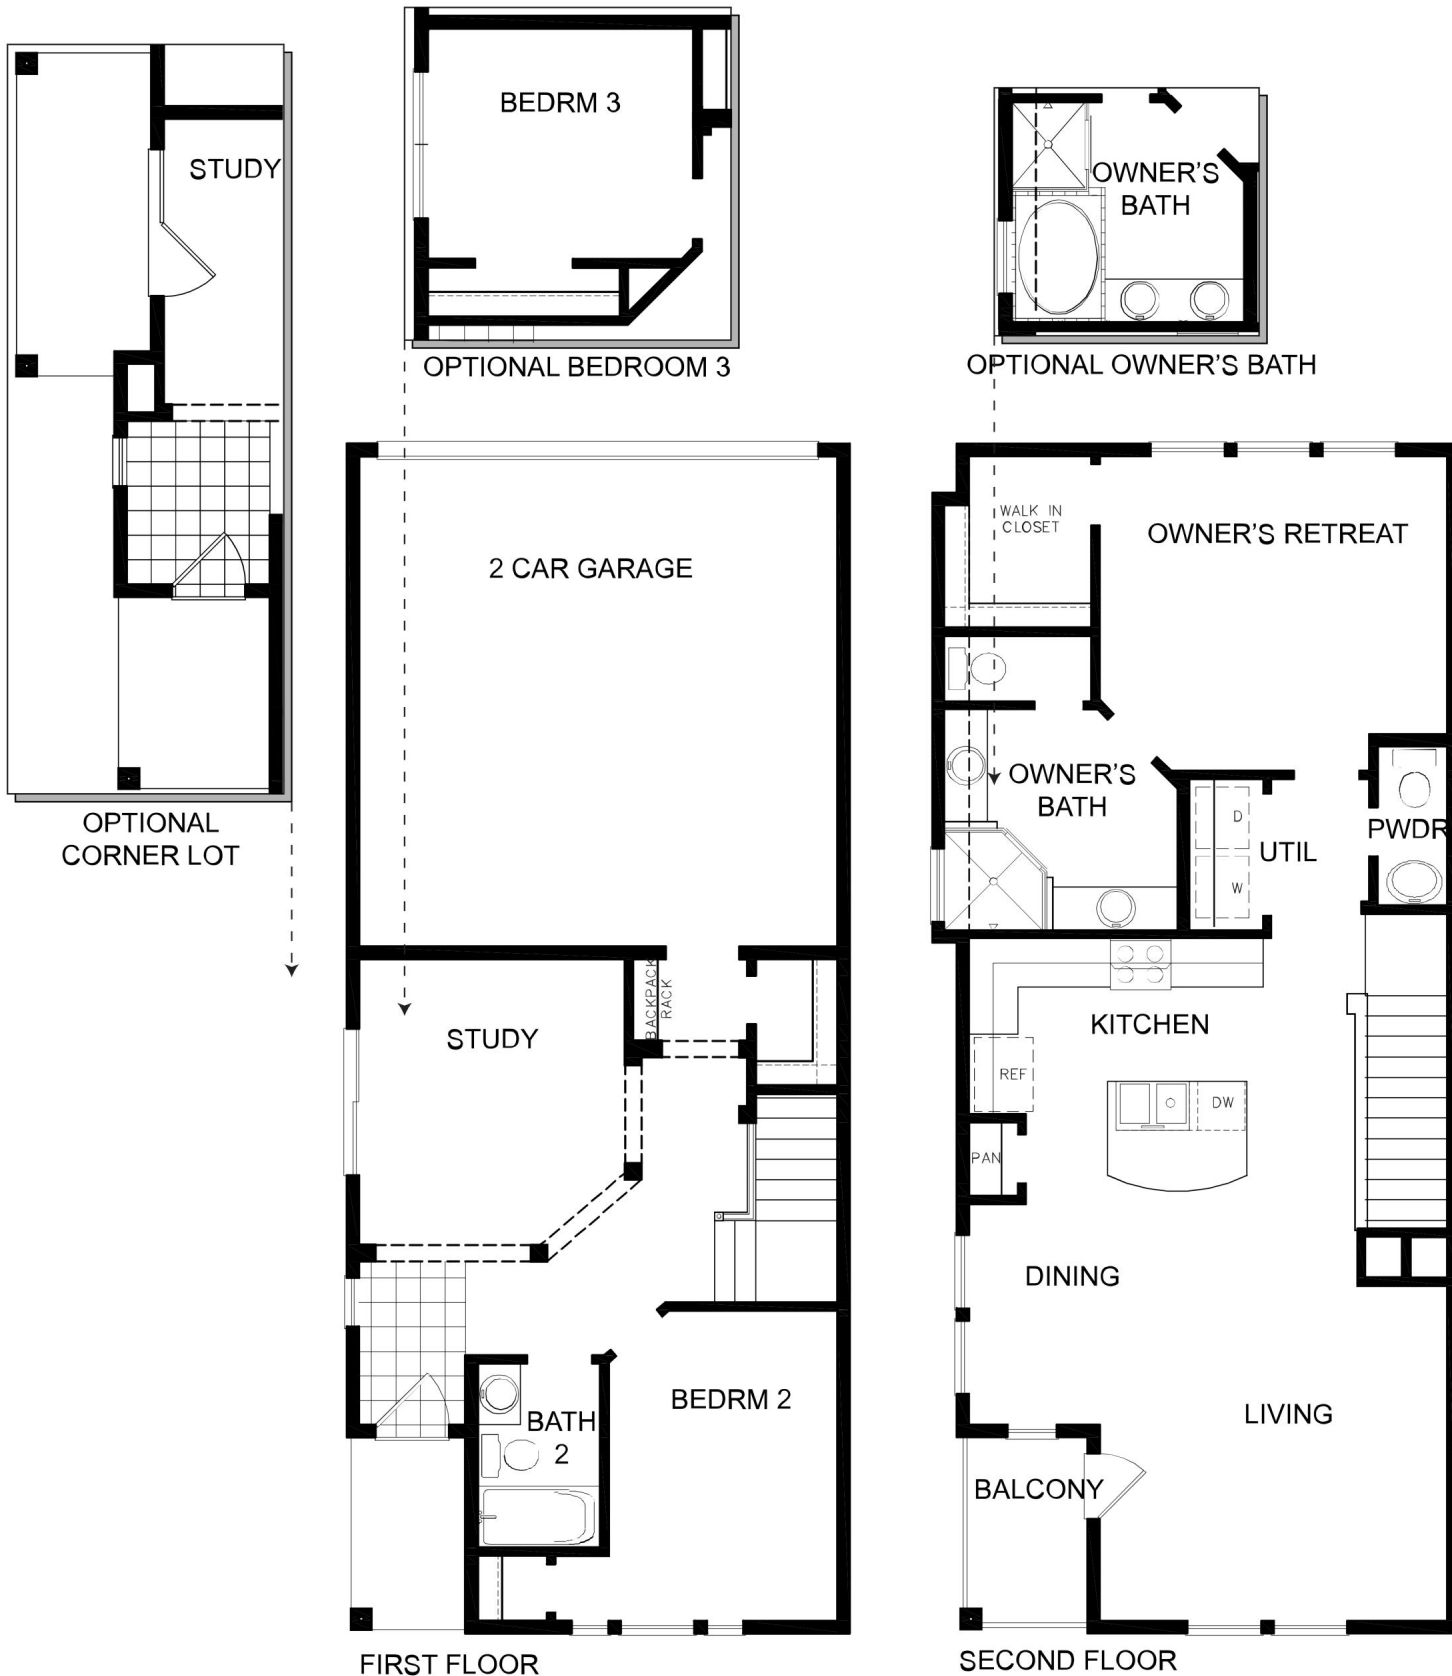 STUDY
OPTIONAL
CORNER LOT
BEDRM 3
OPTIONAL BEDROOM 3
OWNER'S
BATH
OPTIONAL OWNER'S BATH
2 CAR GARAGE
BACKPACK
RACK
STUDY
BEDRM 2
BATH
2
FIRST FLOOR
WALK IN
CLOSET
OWNER'S RETREAT
OWNER'S
BATH
D
W
UTIL
PWDR
KITCHEN
REF
DW
PAN
DINING
LIVING
BALCONY
SECOND FLOOR